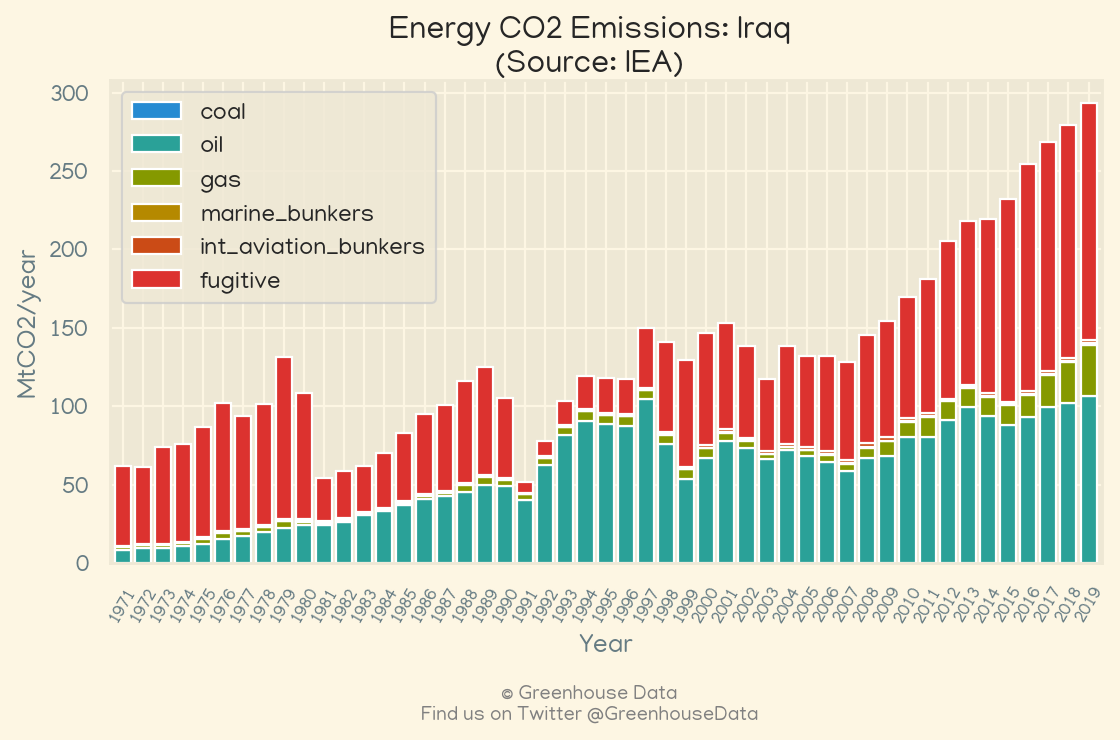 Energy CO2 Emissions: Iraq
(Source: IEA)
300
250
200
150
100
50
0
MtCO2/year
coal
oil
gas
marine_bunkers
int_aviation_bunkers
fugitive
1971 1972 1973 1974 1975 1976 1977 1978 1979 1980 1981 1982 1983 1984 1985 1986 1987 1988 1989 1990 1991 1992 1993 1994 1995 1996 1997 1998 1999 2000 2001 2002 2003 2004 2005 2006 2007 2008 2009 2010 2011 2012 2013 2014 2015 2016 2017 2018 2019
Year
© Greenhouse Data
Find us on Twitter @GreenhouseData